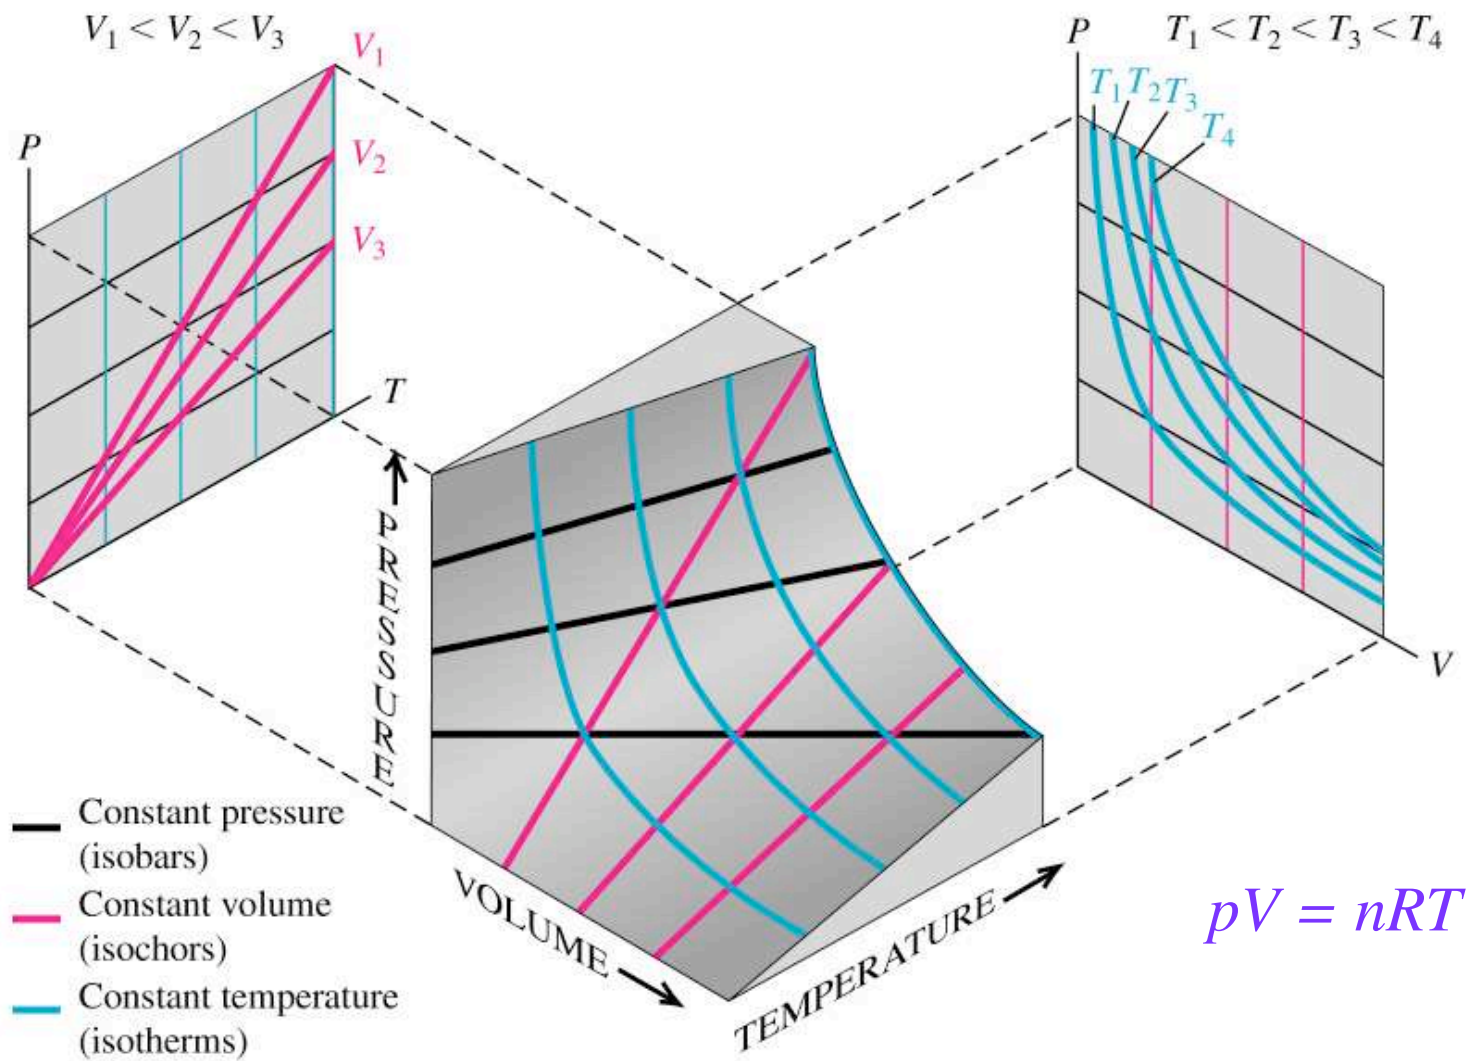 V₁ < V₂ < V₃
V₁
V₂
V₃
P
T
P
T₁ < T₂ < T₃ < T₄
T₁ T₂ T₃
T₄
V
PRESSURE
VOLUME
TEMPERATURE
Constant pressure
(isobars)
Constant volume
(isochors)
Constant temperature
(isotherms)
pV = nRT